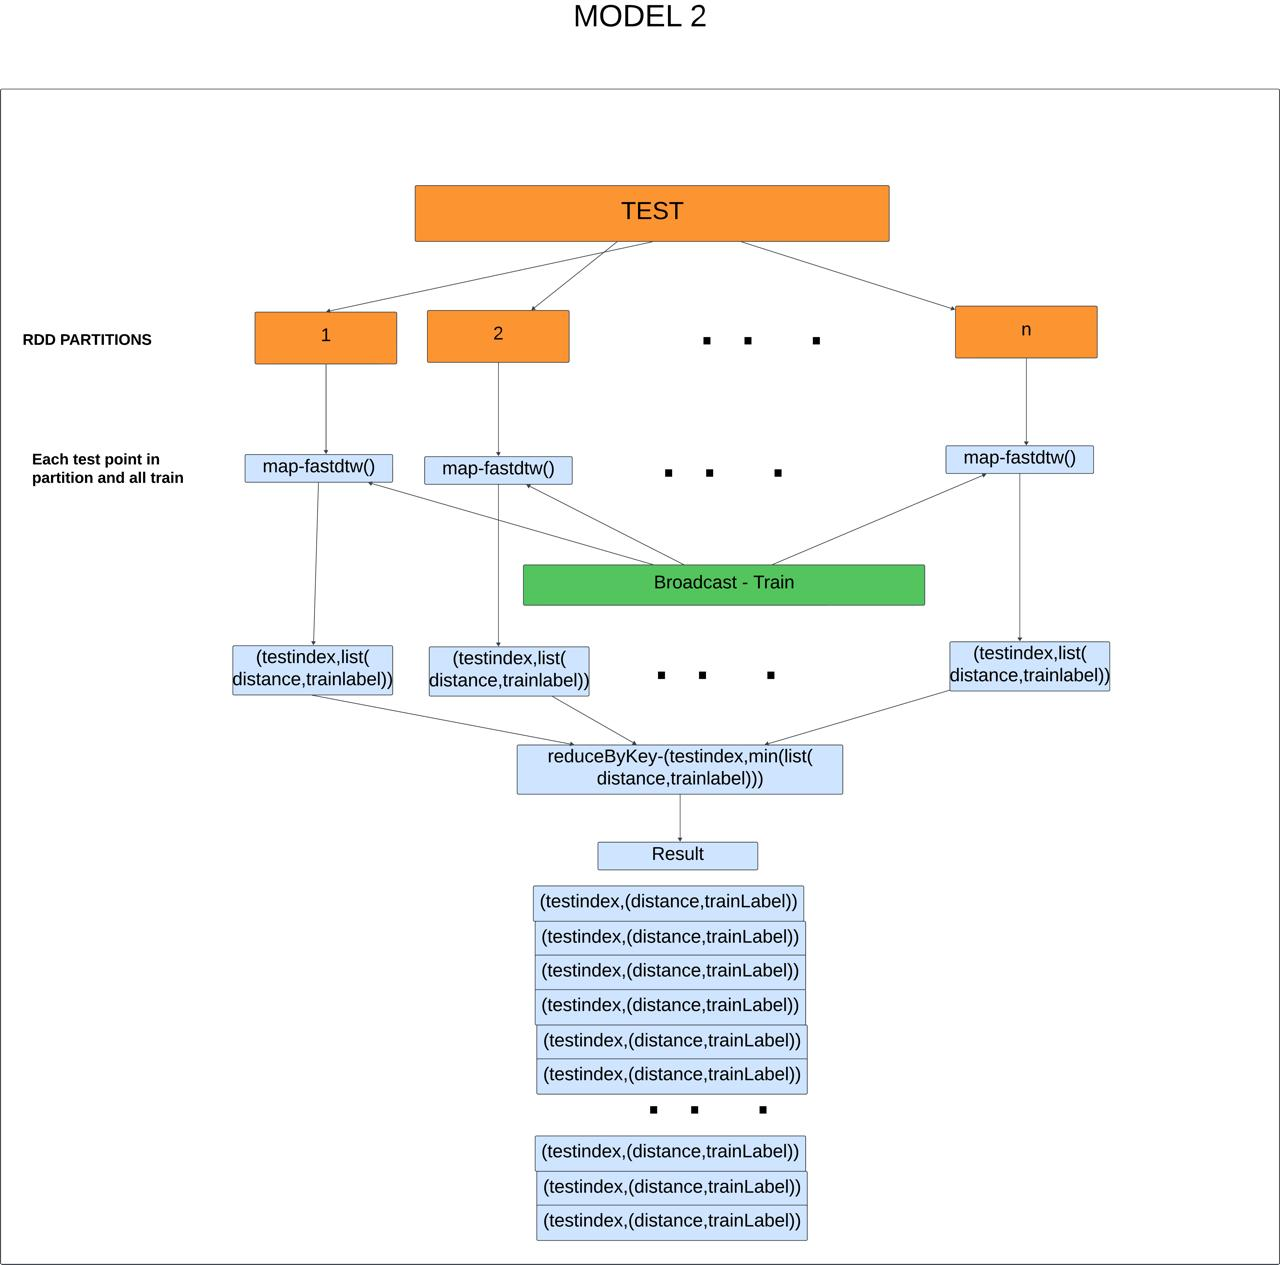 MODEL 2
TEST
RDD PARTITIONS
1
2
n
Each test point in
partition and all train
map-fastdtw()
map-fastdtw()
map-fastdtw()
Broadcast - Train
(testindex,list(
distance,trainlabel))
(testindex,list(
distance,trainlabel))
(testindex,list(
distance,trainlabel))
reduceByKey-(testindex,min(list(
distance,trainlabel)))
Result
(testindex,(distance,trainLabel))
(testindex,(distance,trainLabel))
(testindex,(distance,trainLabel))
(testindex,(distance,trainLabel))
(testindex,(distance,trainLabel))
(testindex,(distance,trainLabel))
(testindex,(distance,trainLabel))
(testindex,(distance,trainLabel))
(testindex,(distance,trainLabel))